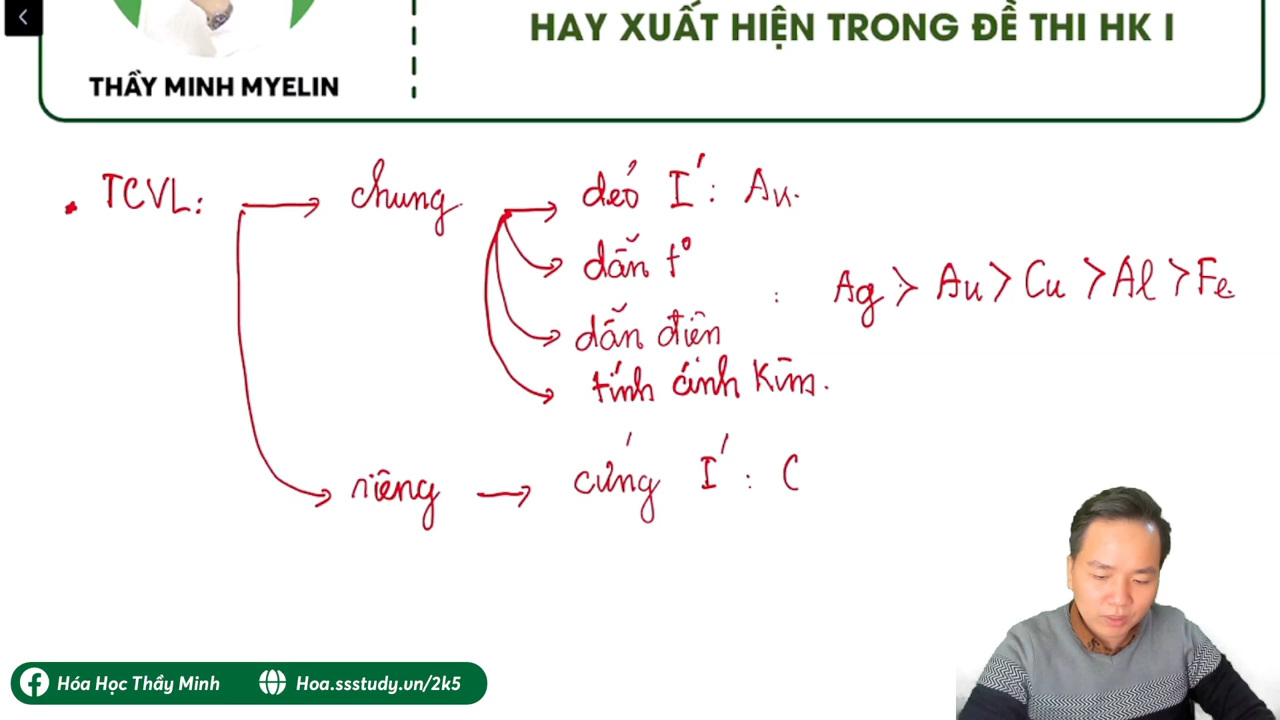 HAY XUẤT HIỆN TRONG ĐỀ THI HK I
THẦY MINH MYELIN
• TCVL: → chung → dẻo I': Au.
dẫn t°
: Ag > Au > Cu > Al > Fe
dẫn điện
tính ánh kim.
riêng → cứng I': C
Hóa Học Thầy Minh
Hoa.ssstudy.vn/2k5